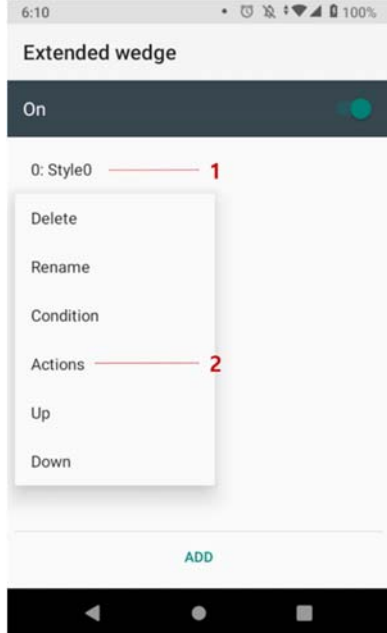 6:10 100%
Extended wedge
On
0: Style0 1
Delete
Rename
Condition
Actions 2
Up
Down
ADD